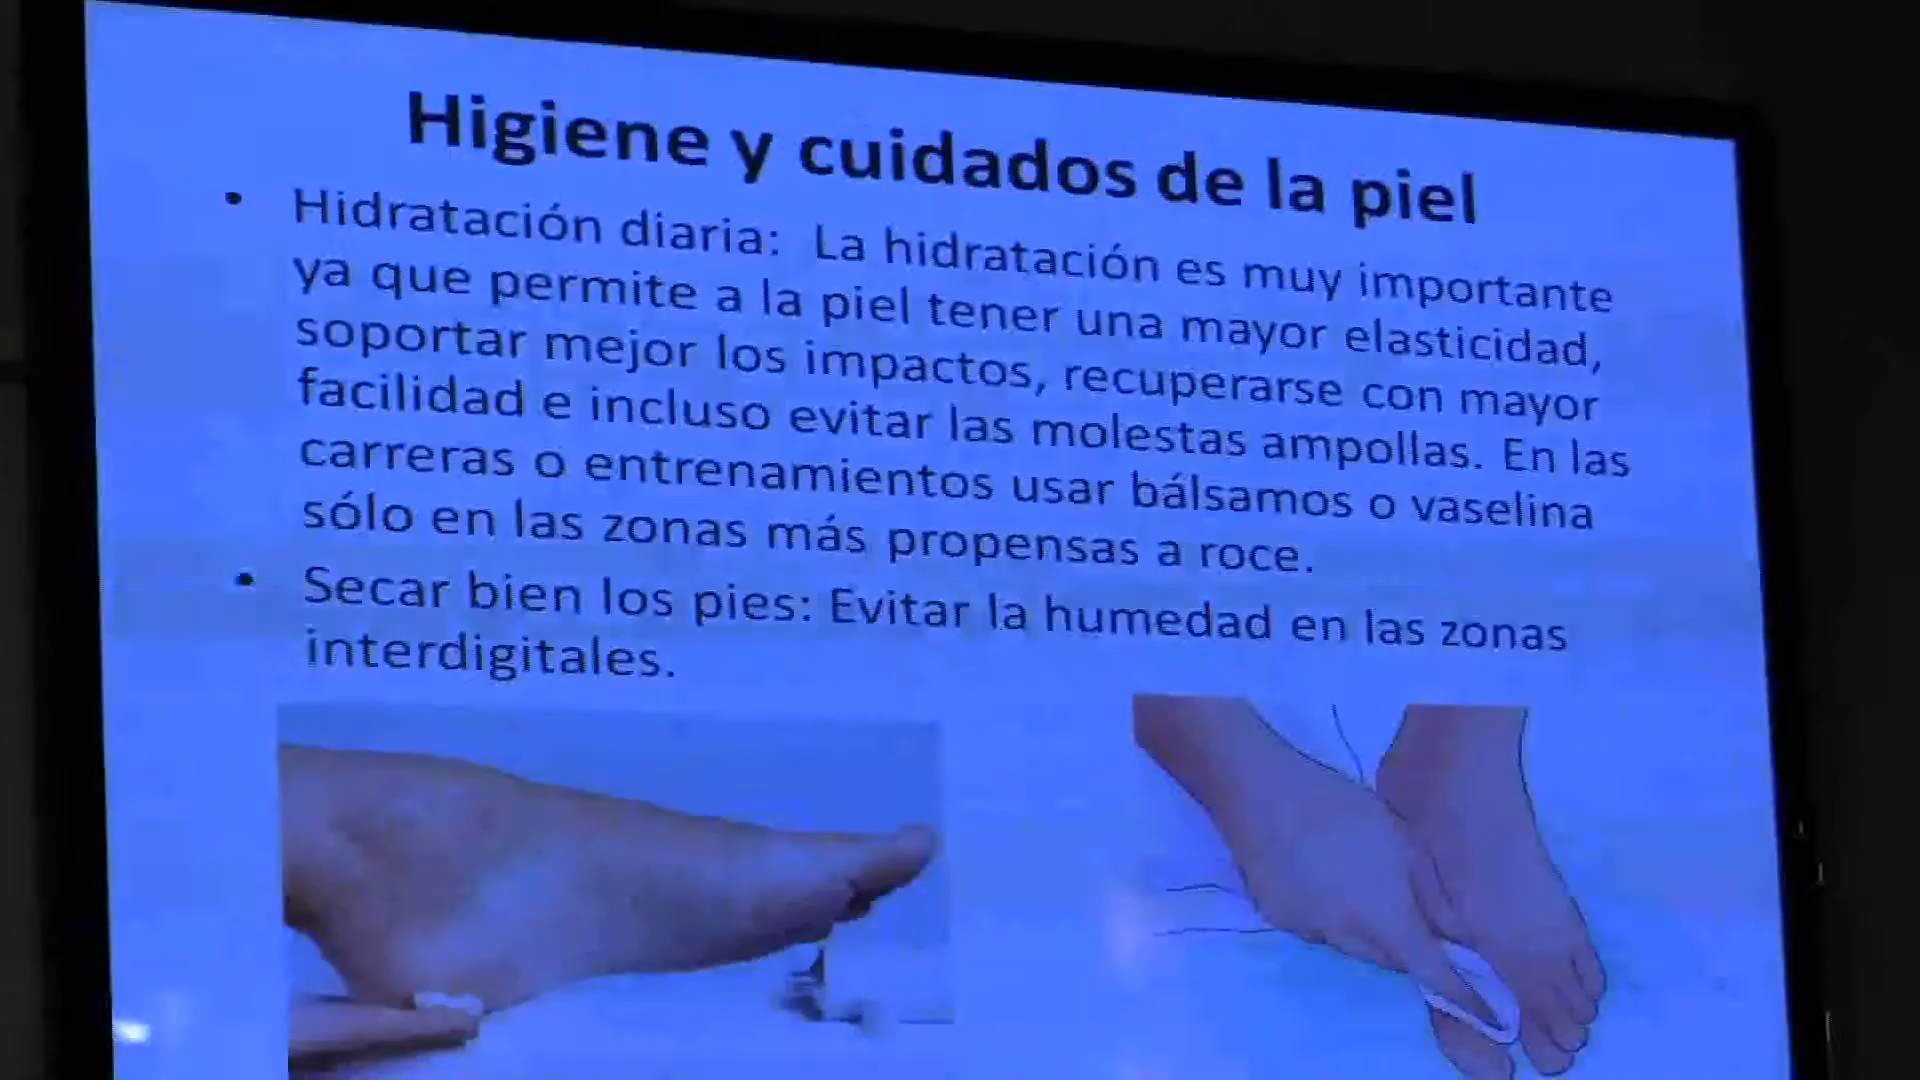 Higiene y cuidados de la piel
• Hidratación diaria: La hidratación es muy importante
ya que permite a la piel tener una mayor elasticidad,
soportar mejor los impactos, recuperarse con mayor
facilidad e incluso evitar las molestas ampollas. En las
carreras o entrenamientos usar bálsamos o vaselina
sólo en las zonas más propensas a roce.
• Secar bien los pies: Evitar la humedad en las zonas
interdigitales.